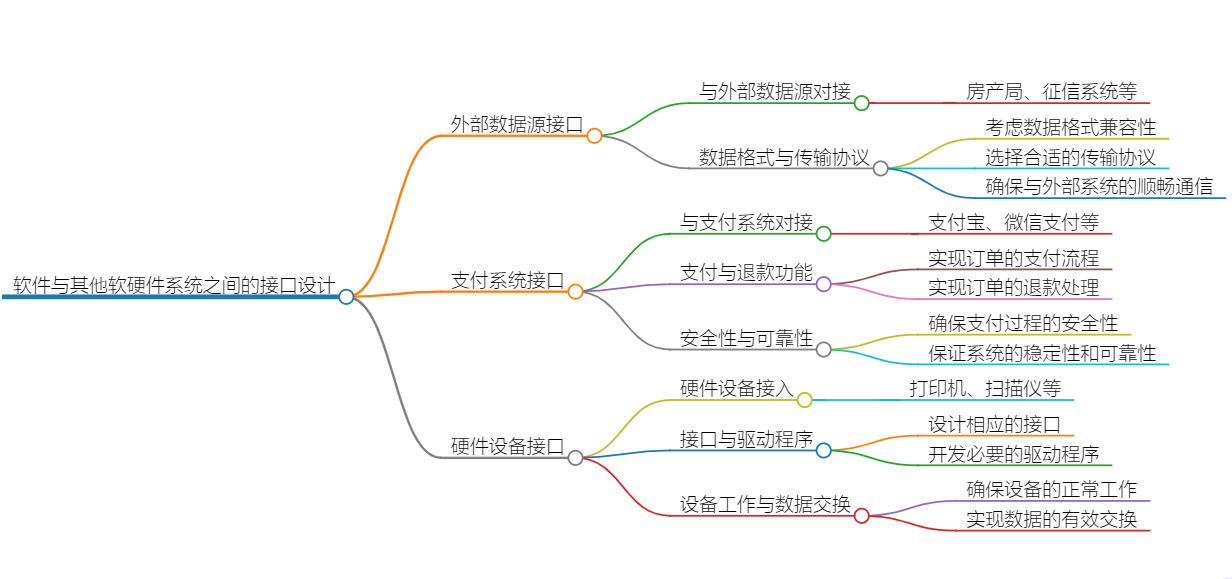 软件与其他软硬件系统之间的接口设计
外部数据源接口
与外部数据源对接
房产局、征信系统等
数据格式与传输协议
考虑数据格式兼容性
选择合适的传输协议
确保与外部系统的顺畅通信
支付系统接口
与支付系统对接
支付宝、微信支付等
支付与退款功能
实现订单的支付流程
实现订单的退款处理
安全性与可靠性
确保支付过程的安全性
保证系统的稳定性和可靠性
硬件设备接口
硬件设备接入
打印机、扫描仪等
接口与驱动程序
设计相应的接口
开发必要的驱动程序
设备工作与数据交换
确保设备的正常工作
实现数据的有效交换